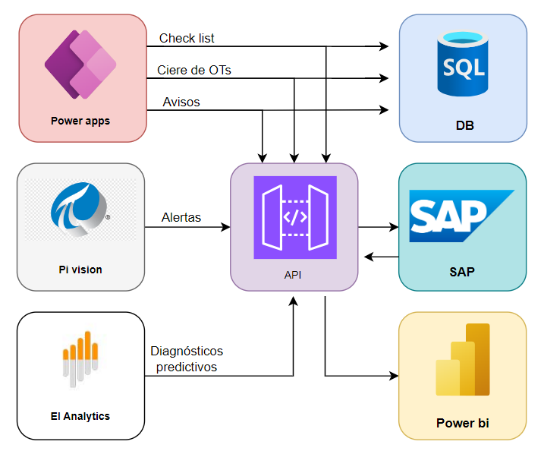 Check list
Ciere de OTs
Avisos
Power apps
SQL
DB
®
Alertas
Pi vision
</>
API
SAP
SAP
Diagnósticos
predictivos
EI Analytics
Power bi